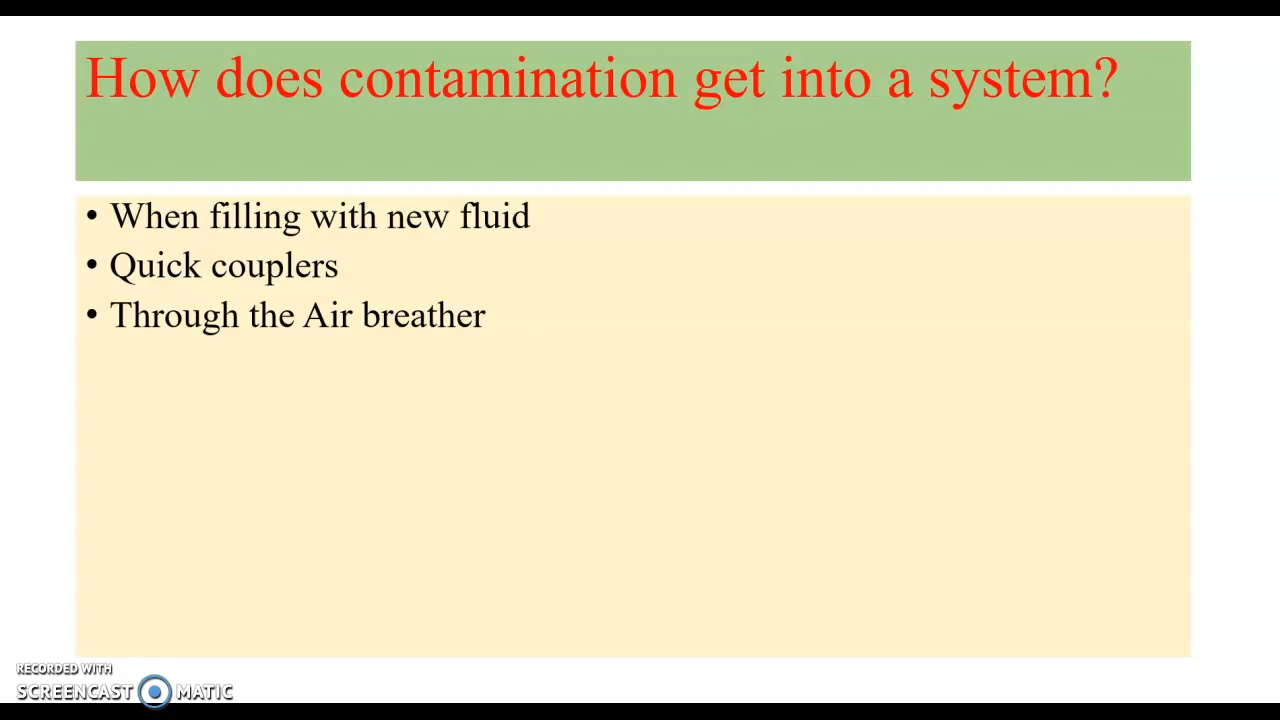 How does contamination get into a system?
• When filling with new fluid
• Quick couplers
• Through the Air breather
RECORDED WITH
SCREENCAST MATIC